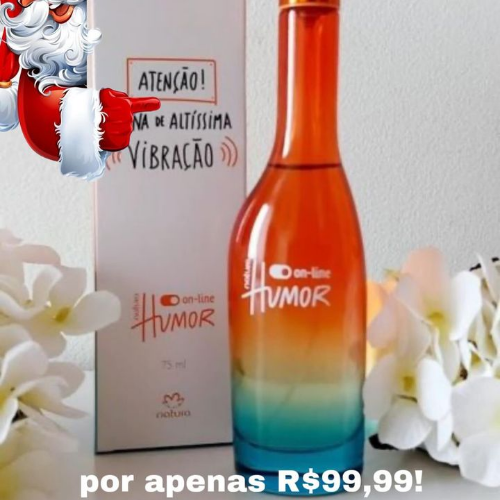 ATENÇÃO!
NA DE ALTÍSSIMA
VIBRAÇÃO
on-line
natura
HUMOR
75 ml
natura
on-line
natura
HUMOR
por apenas R$99,99!